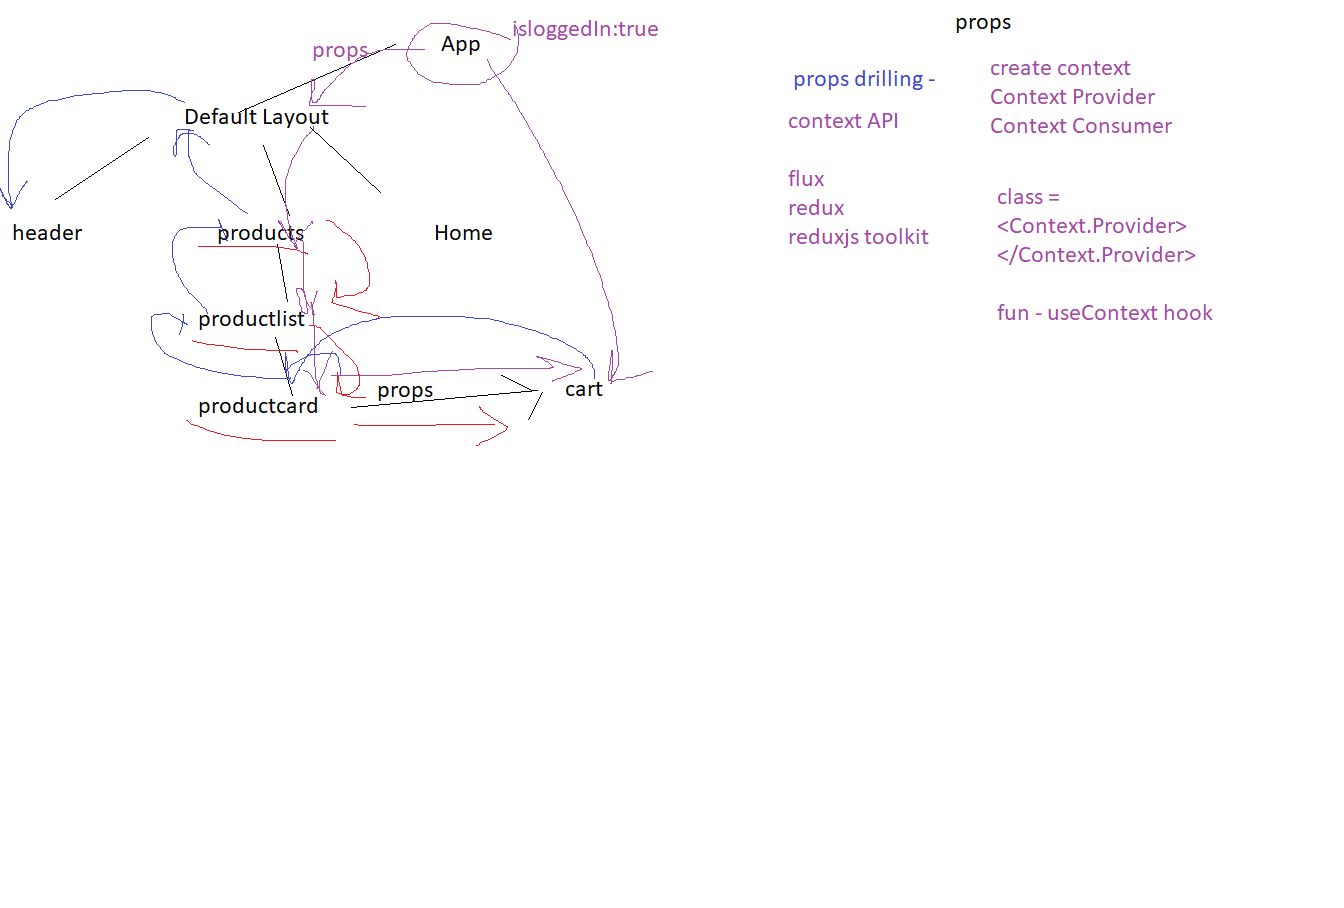 App
isloggedIn:true
props
Default Layout
header
products
Home
productlist
productcard
props
cart
props
props drilling -
context API
flux
redux
reduxjs toolkit
create context
Context Provider
Context Consumer
class =
<Context.Provider>
</Context.Provider>
fun - useContext hook